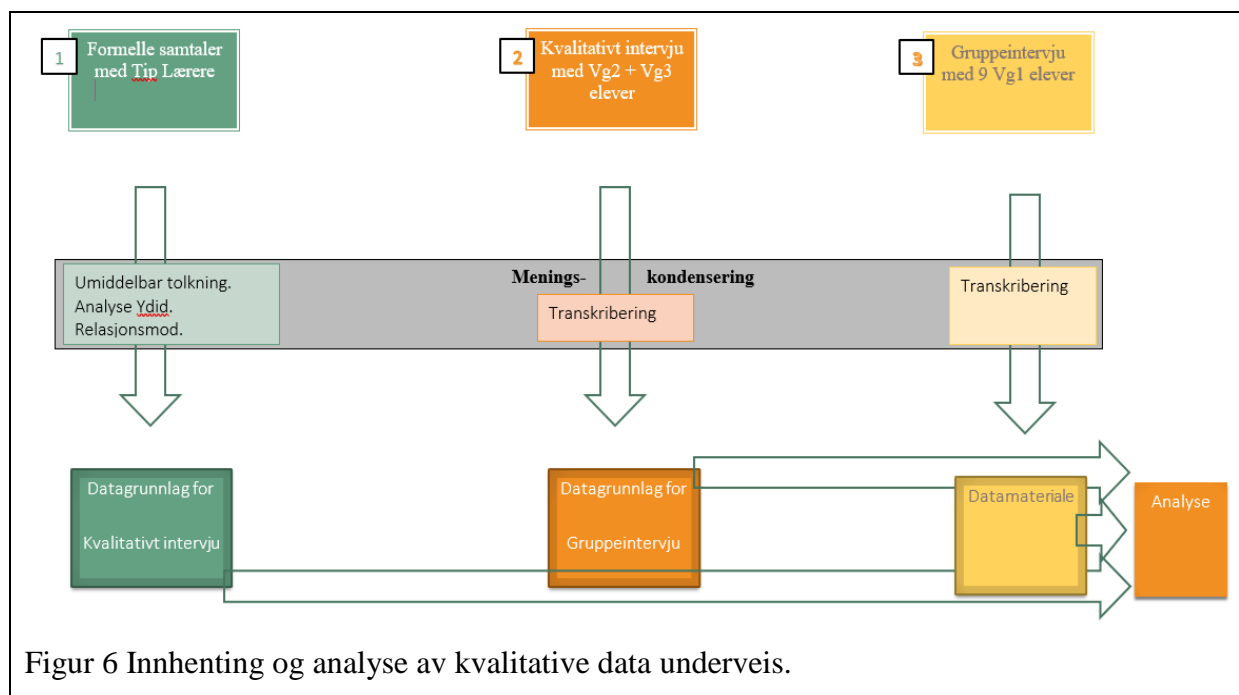 1
Formelle samtaler
med Tip Lærere
2
Kvalitativt intervju
med Vg2 + Vg3
elever
3
Gruppeintervju
med 9 Vg1 elever
Umiddelbar tolkning.
Analyse Ydid.
Relasjonsmod.
Menings- kondensering
Transkribering
Transkribering
Datagrunnlag for
Kvalitativt intervju
Datagrunnlag for
Gruppeintervju
Datamateriale
Analyse
Figur 6 Innhenting og analyse av kvalitative data underveis.